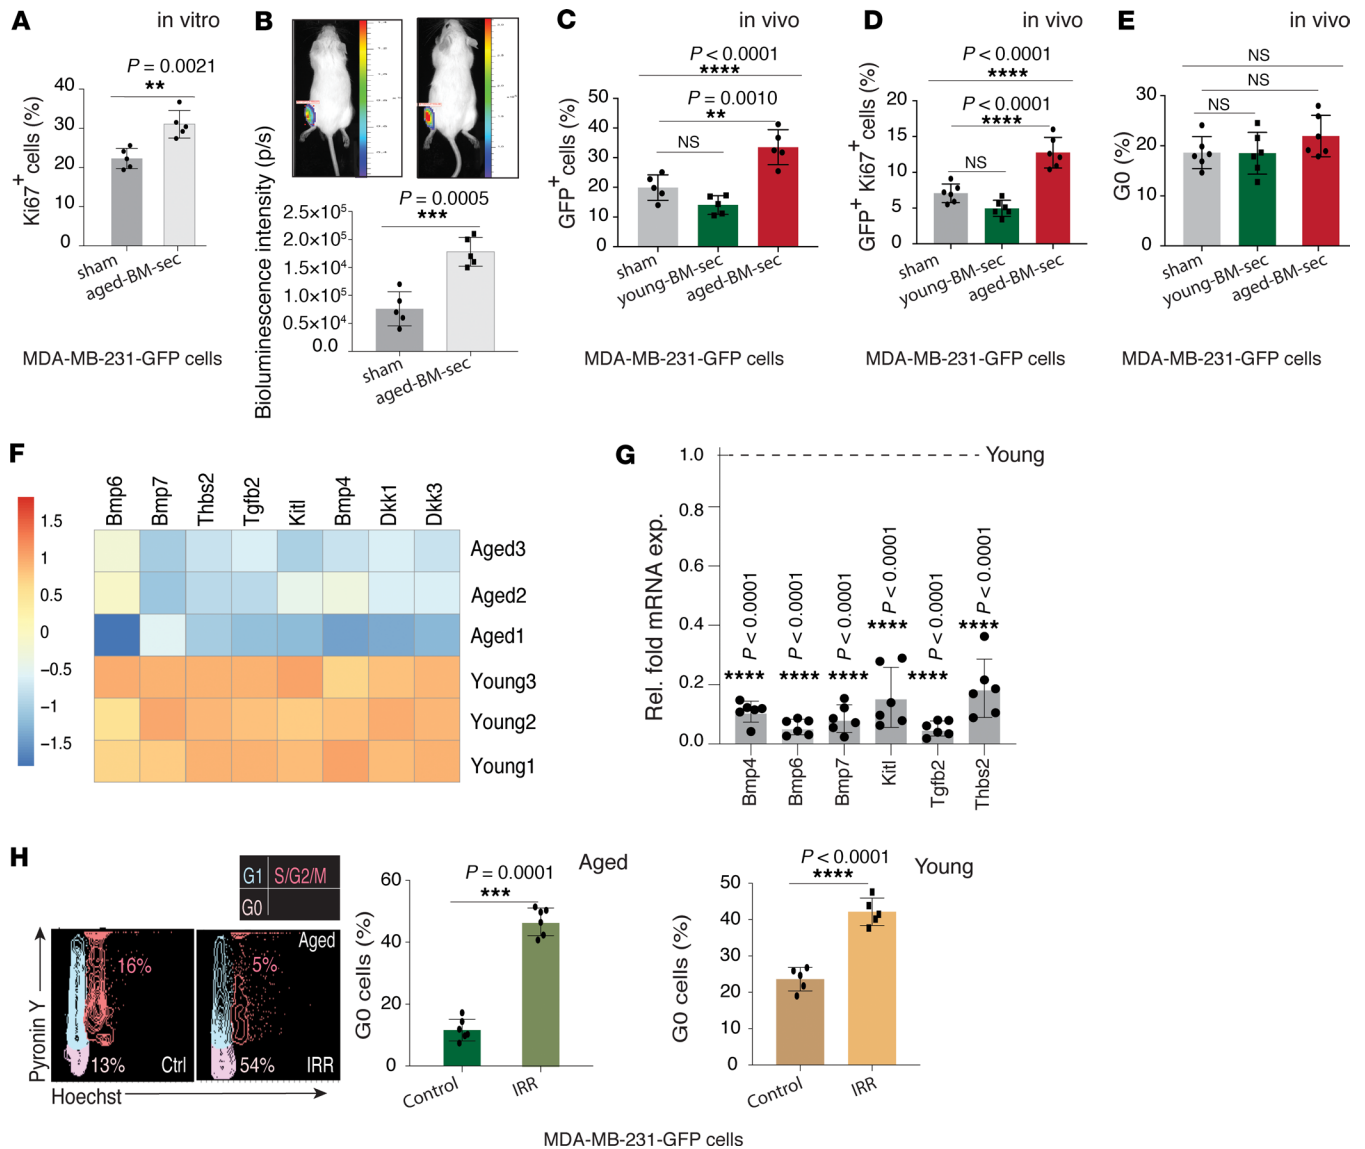 A
in vitro
P = 0.0021
**
Ki67+ cells (%)
40
30
20
10
0
sham
aged-BM-sec
MDA-MB-231-GFP cells
B
P = 0.0005
***
Bioluminescence intensity (p/s)
2.5×10⁵
2.0×10⁵
1.5×10⁴
1.0×10⁵
0.5×10⁴
0.0
sham
aged-BM-sec
C
in vivo
P < 0.0001
****
P = 0.0010
**
NS
GFP+ cells (%)
50
40
30
20
10
0
sham
young-BM-sec
aged-BM-sec
MDA-MB-231-GFP cells
D
in vivo
P < 0.0001
****
P < 0.0001
****
NS
GFP+ Ki67+ cells (%)
20
15
10
5
0
sham
young-BM-sec
aged-BM-sec
MDA-MB-231-GFP cells
E
in vivo
NS
NS
NS
G0 (%)
30
20
10
0
sham
young-BM-sec
aged-BM-sec
MDA-MB-231-GFP cells
F
Bmp6
Bmp7
Thbs2
Tgfb2
Kitl
Bmp4
Dkk1
Dkk3
1.5
1
0.5
0
−0.5
−1
−1.5
Aged3
Aged2
Aged1
Young3
Young2
Young1
G
Rel. fold mRNA exp.
1.0
0.8
0.6
0.4
0.2
0.0
Young
P < 0.0001
P < 0.0001
P < 0.0001
P < 0.0001
P < 0.0001
P < 0.0001
****
****
****
****
****
****
Bmp4
Bmp6
Bmp7
Kitl
Tgfb2
Thbs2
H
G1 S/G2/M
G0
Pyronin Y
16%
13%
Ctrl
Aged
5%
54%
IRR
Hoechst
Aged
P = 0.0001
***
G0 cells (%)
60
40
20
0
Control
IRR
Young
P < 0.0001
****
G0 cells (%)
50
40
30
20
10
0
Control
IRR
MDA-MB-231-GFP cells